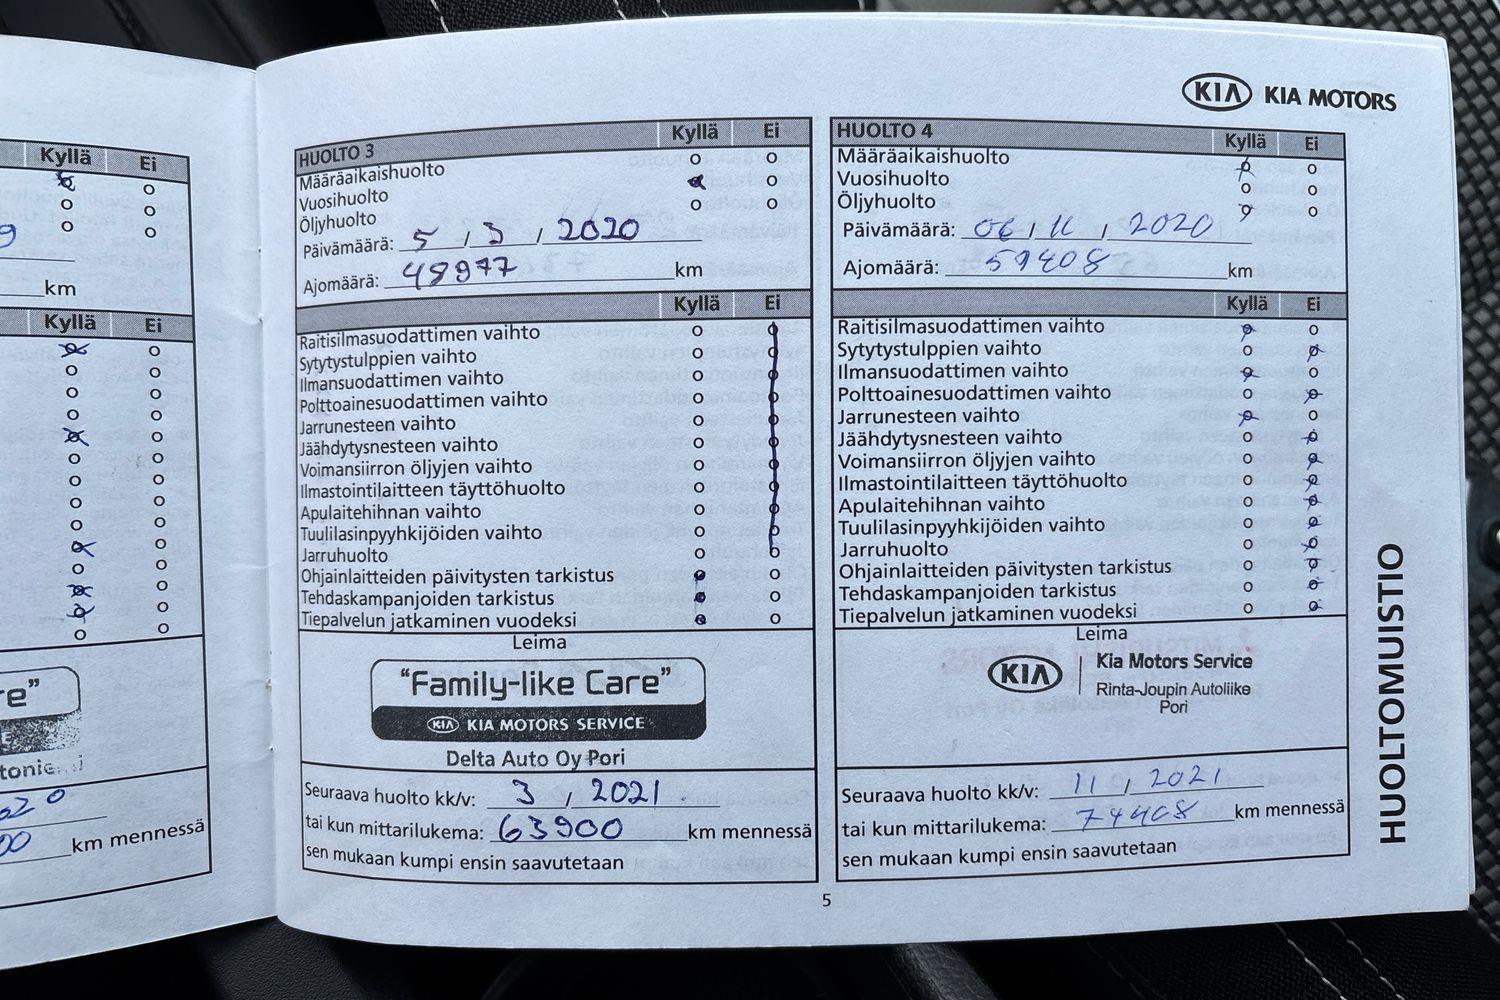 KIA KIA MOTORS
Kyllä Ei
km
Kyllä Ei
re”
km mennessä
HUOLTO 3 Kyllä Ei
Määräaikaishuolto
Vuosihuolto
Öljyhuolto
Päivämäärä: 5 / 3 / 2020
Ajomäärä: 48977 km
Kyllä Ei
Raitisilmasuodattimen vaihto
Sytytystulppien vaihto
Ilmansuodattimen vaihto
Polttoainesuodattimen vaihto
Jarrunesteen vaihto
Jäähdytysnesteen vaihto
Voimansiirron öljyjen vaihto
Ilmastointilaitteen täyttöhuolto
Apulaitehihnan vaihto
Tuulilasinpyyhkijöiden vaihto
Jarruhuolto
Ohjainlaitteiden päivitysten tarkistus
Tehdaskampanjoiden tarkistus
Tiepalvelun jatkaminen vuodeksi
Leima
“Family-like Care”
KIA KIA MOTORS SERVICE
Delta Auto Oy Pori
Seuraava huolto kk/v: 3 / 2021
tai kun mittarilukema: 63900 km mennessä
sen mukaan kumpi ensin saavutetaan
HUOLTO 4 Kyllä Ei
Määräaikaishuolto
Vuosihuolto
Öljyhuolto
Päivämäärä: 06 / 11 / 2020
Ajomäärä: 59408 km
Kyllä Ei
Raitisilmasuodattimen vaihto
Sytytystulppien vaihto
Ilmansuodattimen vaihto
Polttoainesuodattimen vaihto
Jarrunesteen vaihto
Jäähdytysnesteen vaihto
Voimansiirron öljyjen vaihto
Ilmastointilaitteen täyttöhuolto
Apulaitehihnan vaihto
Tuulilasinpyyhkijöiden vaihto
Jarruhuolto
Ohjainlaitteiden päivitysten tarkistus
Tehdaskampanjoiden tarkistus
Tiepalvelun jatkaminen vuodeksi
Leima
KIA Kia Motors Service
Rinta-Joupin Autoliike
Pori
Seuraava huolto kk/v: 11 / 2021
tai kun mittarilukema: 74408 km mennessä
sen mukaan kumpi ensin saavutetaan
HUOLTOMUISTIO
5